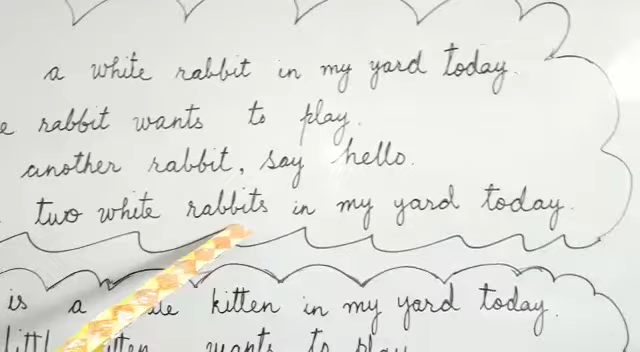 a white rabbit in my yard today.
rabbit wants to play.
another rabbit, say hello.
two white rabbits in my yard today.
is a kitten in my yard today.
wants to play